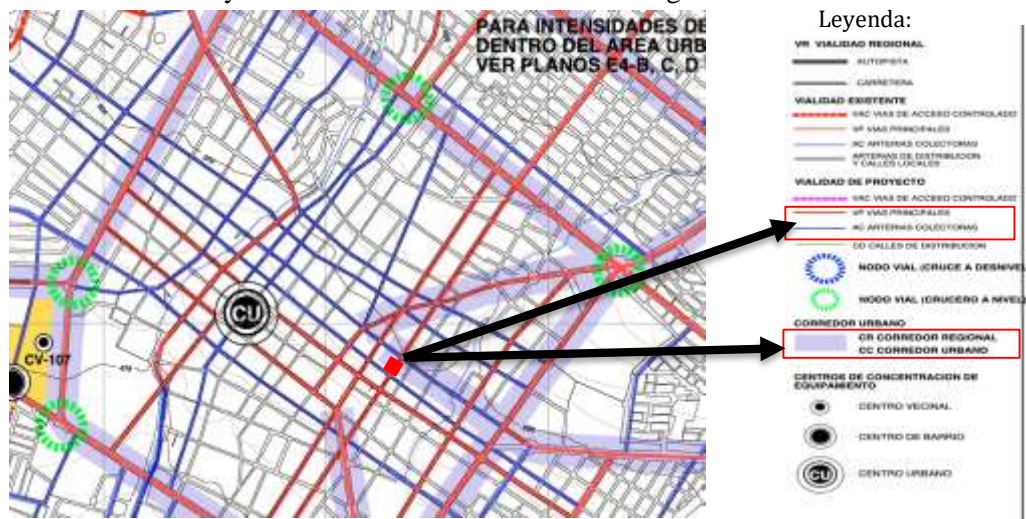 PARA INTENSIDADES DE
DENTRO DEL AREA URB
VER PLANOS E4-B, C, D
CU
CV-107
Leyenda:
VR VIALIDAD REGIONAL
AUTOPISTA
CARRETERA
VIALIDAD EXISTENTE
VAC VIAS DE ACCESO CONTROLADO
VP VIAS PRINCIPALES
AC ARTERIAS COLECTORAS
ARTERIAS DE DISTRIBUCION
Y CALLES LOCALES
VIALIDAD DE PROYECTO
VAC VIAS DE ACCESO CONTROLADO
VP VIAS PRINCIPALES
AC ARTERIAS COLECTORAS
CD CALLES DE DISTRIBUCION
NODO VIAL (CRUCE A DESNIVEL
NODO VIAL (CRUCERO A NIVEL)
CORREDOR URBANO
CR CORREDOR REGIONAL
CC CORREDOR URBANO
CENTROS DE CONCENTRACION DE
EQUIPAMIENTO
CENTRO VECINAL
CENTRO DE BARRIO
CU
CENTRO URBANO